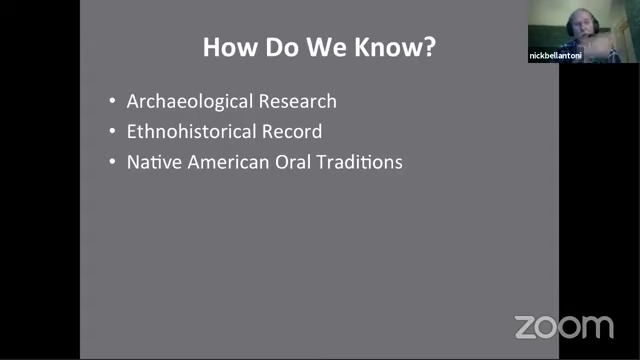 How Do We Know?
nickbellantoni
• Archaeological Research
• Ethnohistorical Record
• Native American Oral Traditions
zoom